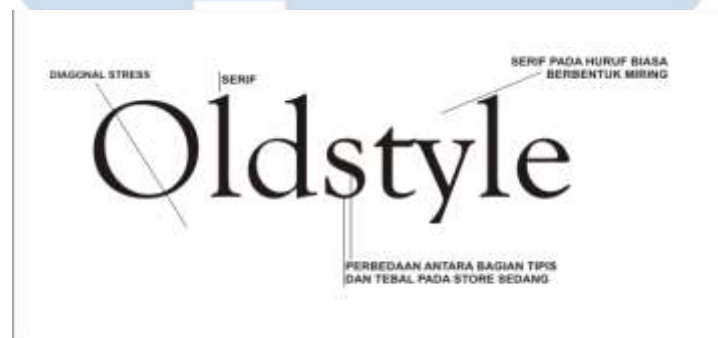 DIAGONAL STRESS
SERIF
SERIF PADA HURUF BIASA
BERBENTUK MIRING
Oldstyle
PERBEDAAN ANTARA BAGIAN TIPIS
DAN TEBAL PADA STORE SEDANG